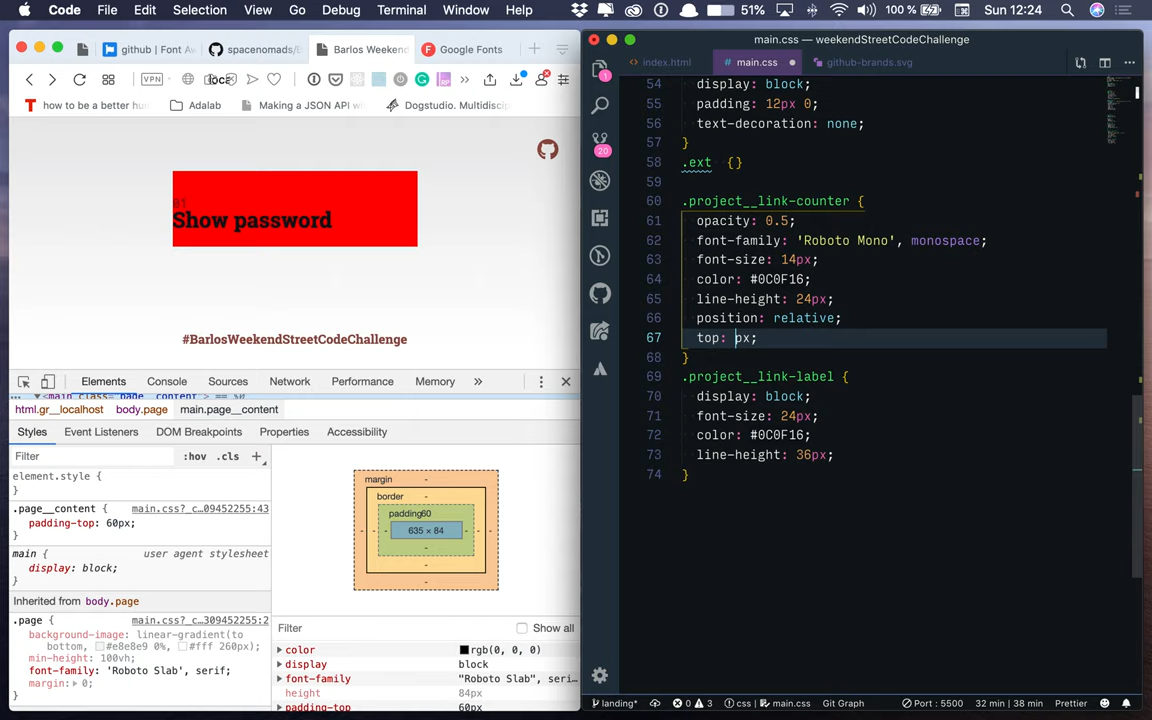 Code File Edit Selection View Go Debug Terminal Window Help 51% 100 % Sun 12:24
github | Font Aw
spacenomads/B
Barlos Weekend
Google Fonts
VPN
how to be a better hu
Adalab
Making a JSON API wi
Dogstudio. Multidiscip
01
Show password
#BarlosWeekendStreetCodeChallenge
Elements Console Sources Network Performance Memory »
<main class="page__content"> == $0
html.gr__localhost body.page main.page__content
Styles Event Listeners DOM Breakpoints Properties Accessibility
Filter :hov .cls +
element.style {
}
.page__content { main.css?_c…09452255:43
padding-top: 60px;
}
main { user agent stylesheet
display: block;
}
Inherited from body.page
.page { main.css?_c…309452255:2
background-image: linear-gradient(to
bottom, #e8e8e9 0%, #fff 260px);
min-height: 100vh;
font-family: 'Roboto Slab', serif;
margin: 0;
}
margin -
border -
padding60
- - - 635 × 84 - - -
-
-
-
Filter Show all
color rgb(0, 0, 0)
display block
font-family "Roboto Slab", seri…
height 84px
padding-top 60px
main.css — weekendStreetCodeChallenge
index.html main.css github-brands.svg
1
20
54 display: block;
55 padding: 12px 0;
56 text-decoration: none;
57 }
58 .ext {}
59
60 .project__link-counter {
61 opacity: 0.5;
62 font-family: 'Roboto Mono', monospace;
63 font-size: 14px;
64 color: #0C0F16;
65 line-height: 24px;
66 position: relative;
67 top: px;
68 }
69 .project__link-label {
70 display: block;
71 font-size: 24px;
72 color: #0C0F16;
73 line-height: 36px;
74 }
landing* 0 3 css main.css Git Graph Port : 5500 32 min | 38 min Prettier